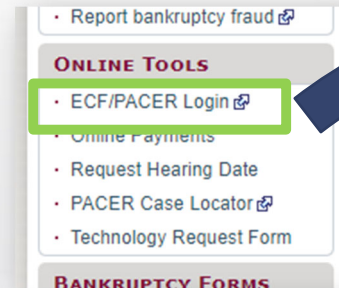 · Report bankruptcy fraud
ONLINE TOOLS
· ECF/PACER Login
· Online Payments
· Request Hearing Date
· PACER Case Locator
· Technology Request Form
BANKRUPTCY FORMS